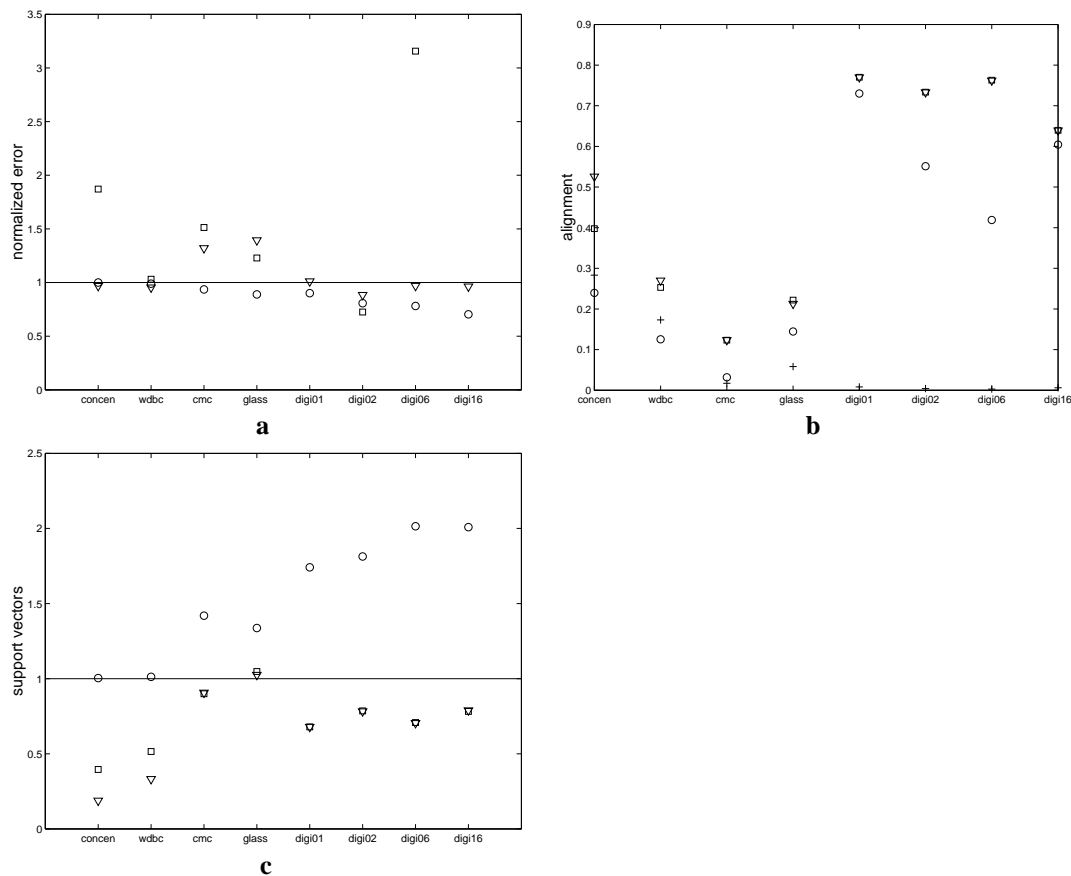 3.5
3
2.5
2
1.5
1
0.5
0
normalized error
concen wdbc cmc glass digi01 digi02 digi06 digi16
a
0.9
0.8
0.7
0.6
0.5
0.4
0.3
0.2
0.1
0
alignment
concen wdbc cmc glass digi01 digi02 digi06 digi16
b
2.5
2
1.5
1
0.5
0
support vectors
concen wdbc cmc glass digi01 digi02 digi06 digi16
c